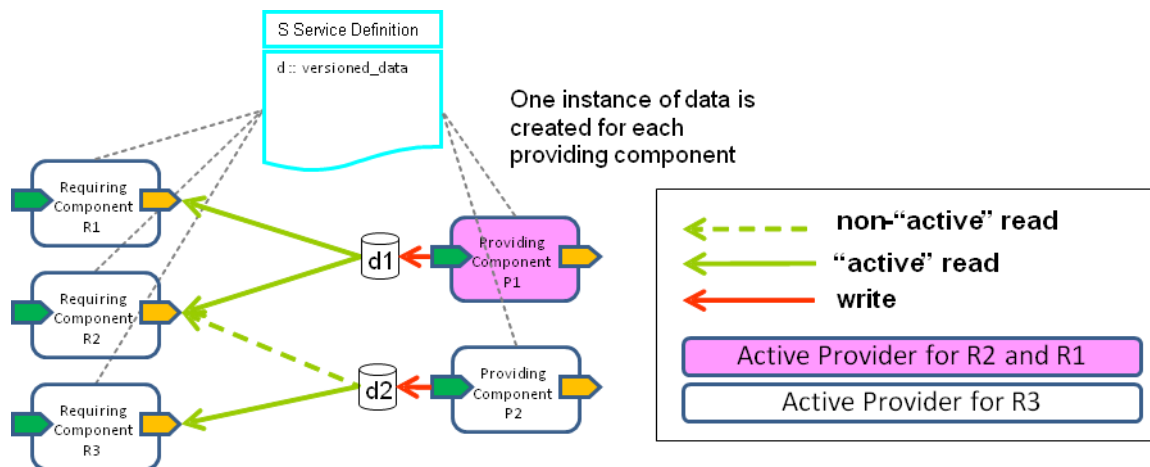 S Service Definition
d :: versioned_data
One instance of data is
created for each
providing component
Requiring
Component
R1
Requiring
Component
R2
Requiring
Component
R3
d1
d2
Providing
Component
P1
Providing
Component
P2
non-“active” read
“active” read
write
Active Provider for R2 and R1
Active Provider for R3